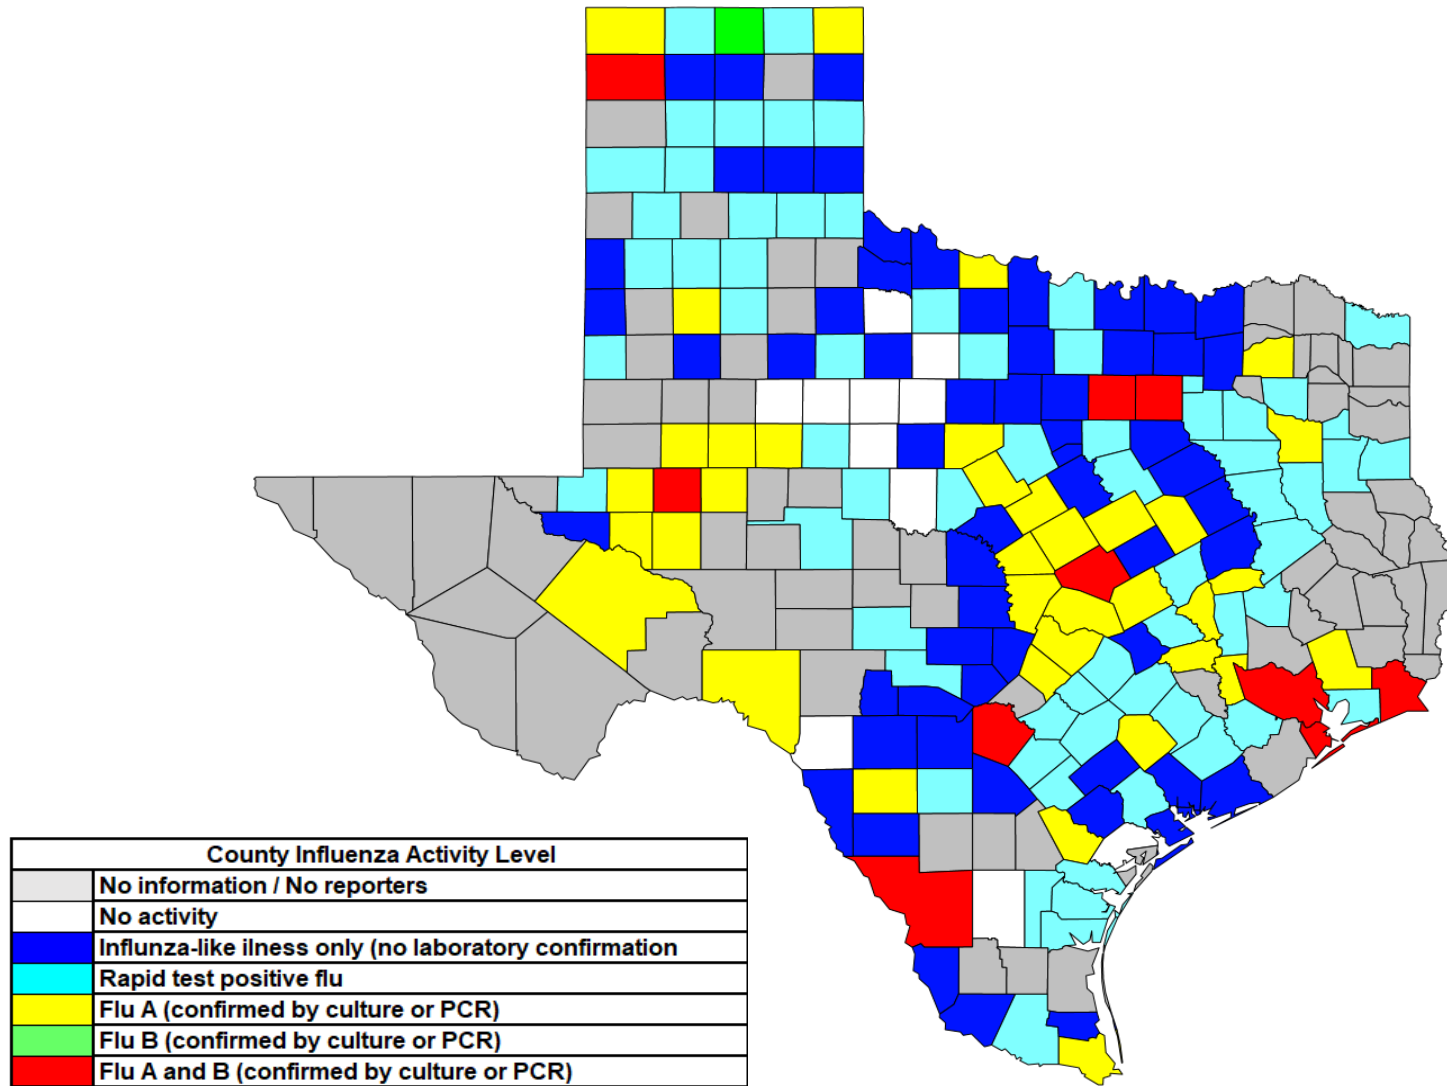 County Influenza Activity Level
No information / No reporters
No activity
Influnza-like ilness only (no laboratory confirmation
Rapid test positive flu
Flu A (confirmed by culture or PCR)
Flu B (confirmed by culture or PCR)
Flu A and B (confirmed by culture or PCR)